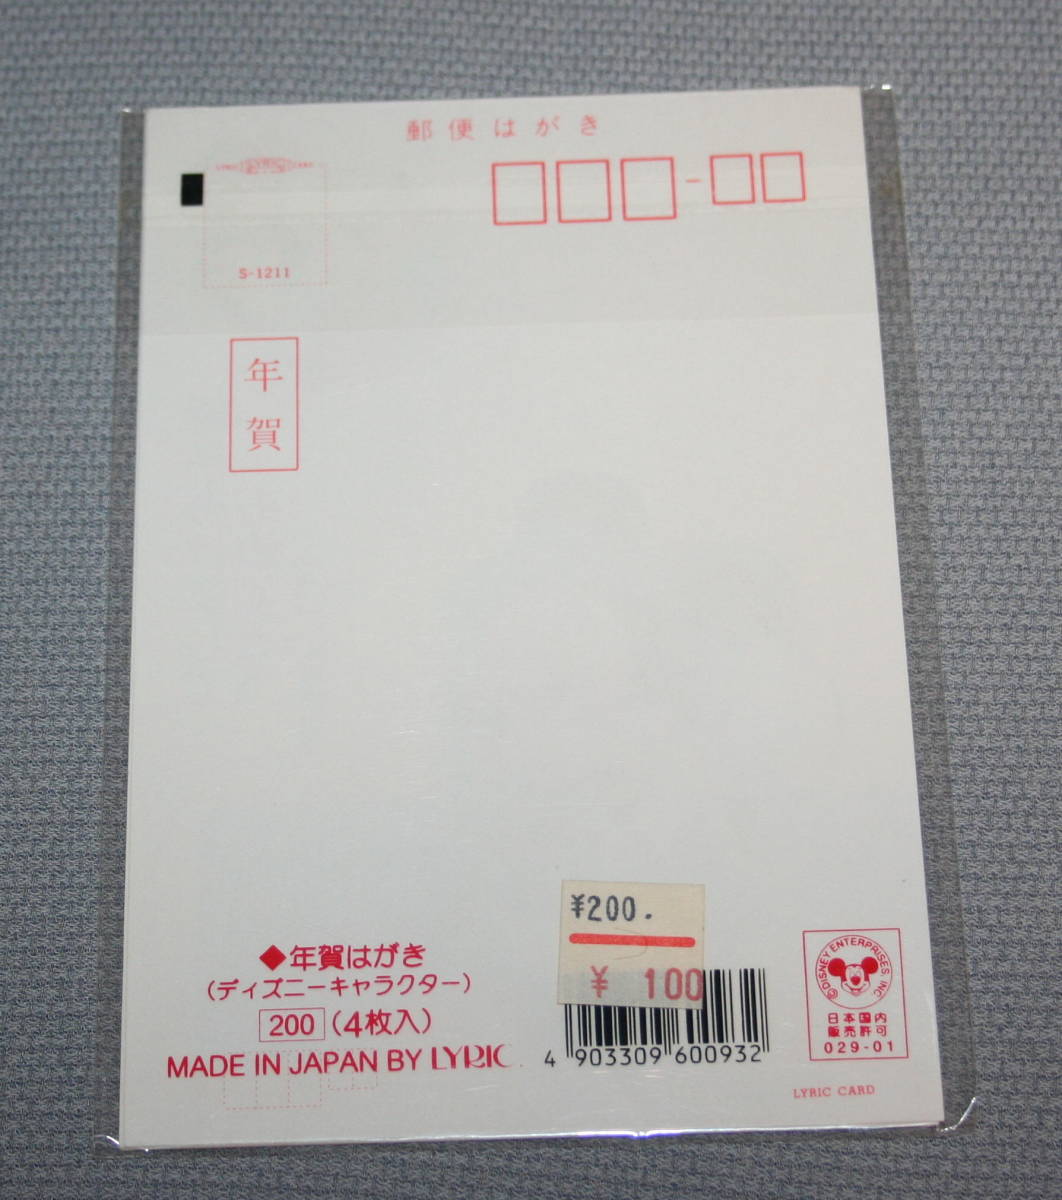 郵便はがき
LYRIC CARD
S-1211
年賀
¥200.
¥ 100
◆年賀はがき
(ディズニーキャラクター)
200 (4枚入)
MADE IN JAPAN BY LYRIC
4 903309 600932
©DISNEY ENTERPRISES, INC.
日本国内
販売許可
029-01
LYRIC CARD